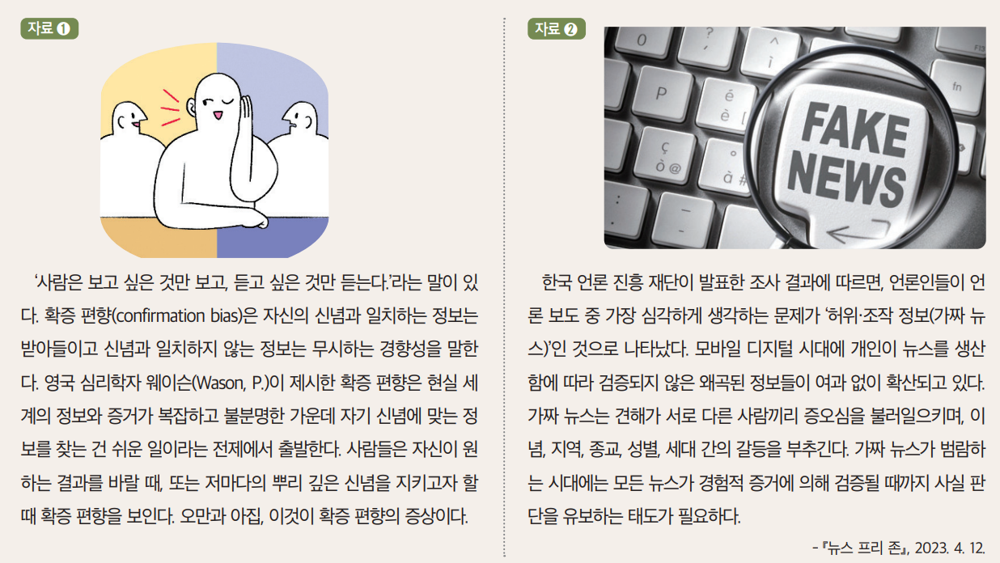 자료 ❶
'사람은 보고 싶은 것만 보고, 듣고 싶은 것만 듣는다.'라는 말이 있
다. 확증 편향(confirmation bias)은 자신의 신념과 일치하는 정보는
받아들이고 신념과 일치하지 않는 정보는 무시하는 경향성을 말한
다. 영국 심리학자 웨이슨(Wason, P.)이 제시한 확증 편향은 현실 세
계의 정보와 증거가 복잡하고 불분명한 가운데 자기 신념에 맞는 정
보를 찾는 건 쉬운 일이라는 전제에서 출발한다. 사람들은 자신이 원
하는 결과를 바랄 때, 또는 저마다의 뿌리 깊은 신념을 지키고자 할
때 확증 편향을 보인다. 오만과 아집, 이것이 확증 편향의 증상이다.
자료 ❷
0
?
^
ì
F13
P
é
è [
fn
ç
ò @
°
à #
:
;
-
_
FAKE
NEWS
한국 언론 진흥 재단이 발표한 조사 결과에 따르면, 언론인들이 언
론 보도 중 가장 심각하게 생각하는 문제가 '허위·조작 정보(가짜 뉴
스)'인 것으로 나타났다. 모바일 디지털 시대에 개인이 뉴스를 생산
함에 따라 검증되지 않은 왜곡된 정보들이 여과 없이 확산되고 있다.
가짜 뉴스는 견해가 서로 다른 사람끼리 증오심을 불러일으키며, 이
념, 지역, 종교, 성별, 세대 간의 갈등을 부추긴다. 가짜 뉴스가 범람하
는 시대에는 모든 뉴스가 경험적 증거에 의해 검증될 때까지 사실 판
단을 유보하는 태도가 필요하다.
- 『뉴스 프리 존』, 2023. 4. 12.